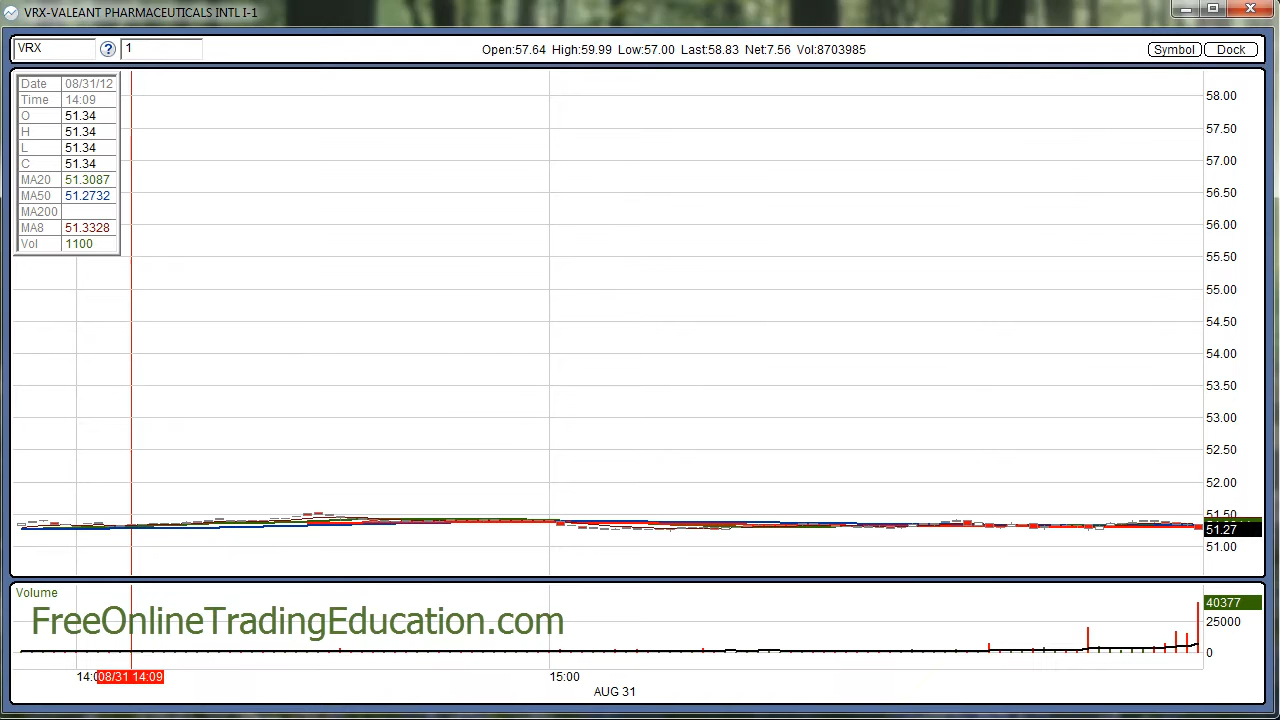 VRX-VALEANT PHARMACEUTICALS INTL I-1
VRX ? 1 Open:57.64 High:59.99 Low:57.00 Last:58.83 Net:7.56 Vol:8703985 Symbol Dock
Date 08/31/12
Time 14:09
O 51.34
H 51.34
L 51.34
C 51.34
MA20 51.3087
MA50 51.2732
MA200
MA8 51.3328
Vol 1100
58.00
57.50
57.00
56.50
56.00
55.50
55.00
54.50
54.00
53.50
53.00
52.50
52.00
51.50
51.27
51.00
Volume
FreeOnlineTradingEducation.com
40377
25000
0
08/31 14:09
15:00
AUG 31